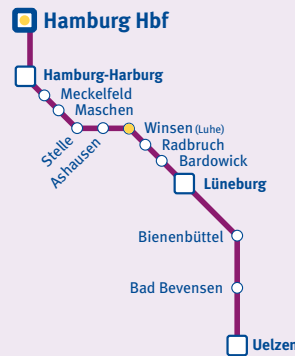 Hamburg Hbf
Hamburg-Harburg
Meckelfeld
Maschen
Stelle
Ashausen
Winsen (Luhe)
Radbruch
Bardowick
Lüneburg
Bienenbüttel
Bad Bevensen
Uelzen